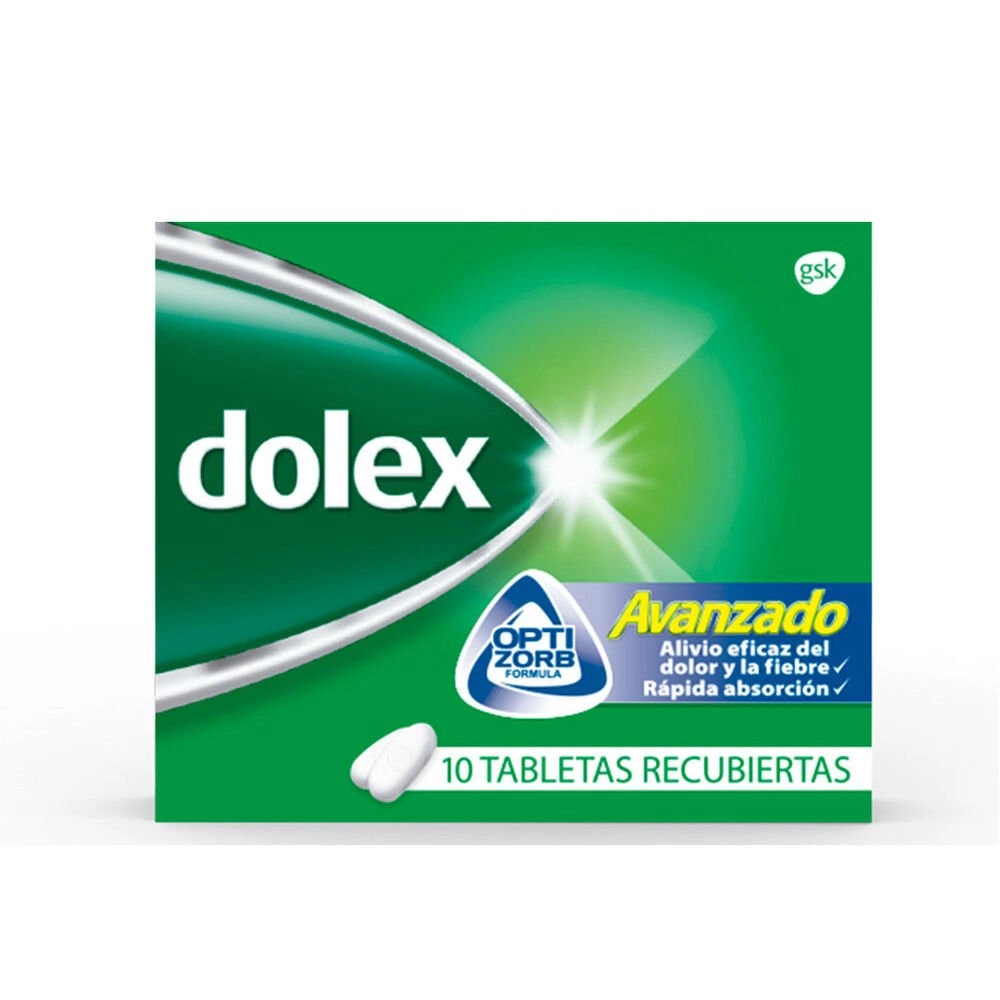 gsk
dolex
OPTI
ZORB
FORMULA
Avanzado
Alivio eficaz del
dolor y la fiebre ✓
Rápida absorción ✓
10 TABLETAS RECUBIERTAS